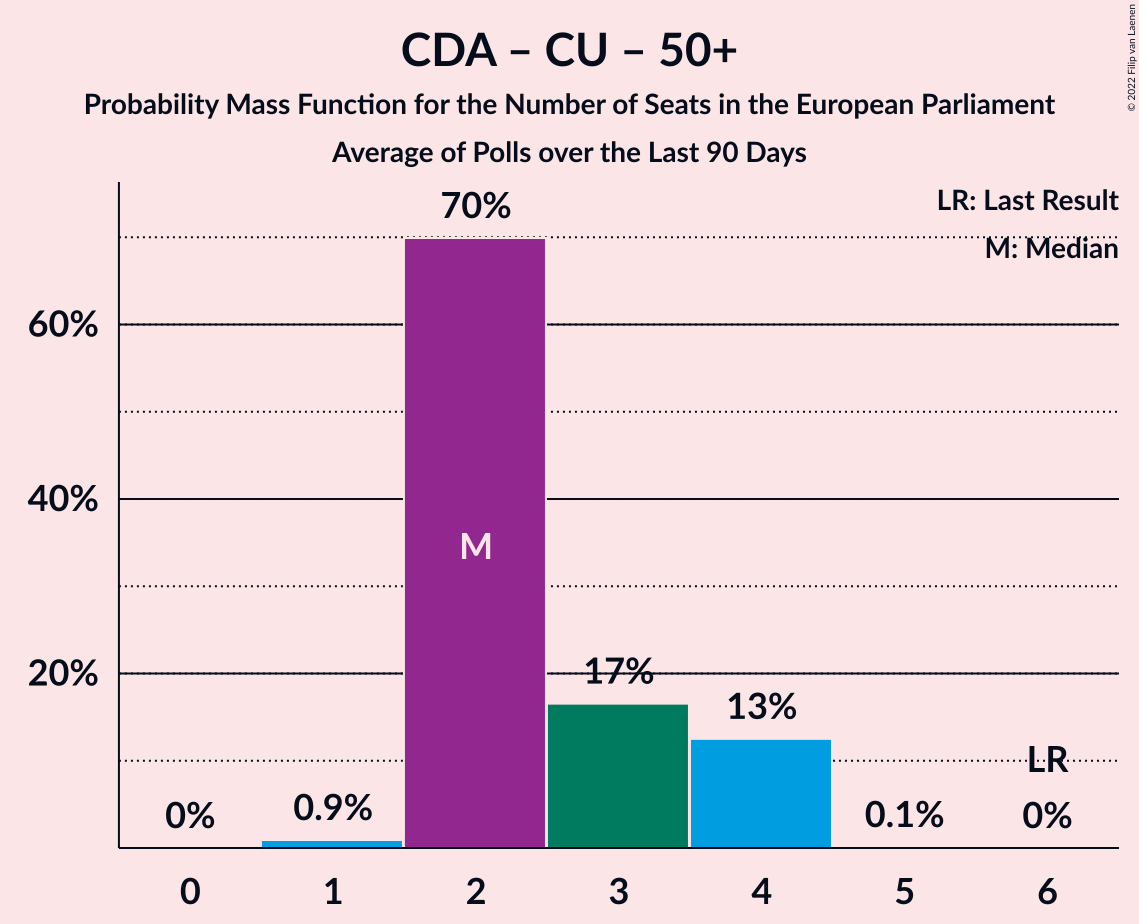 CDA – CU – 50+
Probability Mass Function for the Number of Seats in the European Parliament
Average of Polls over the Last 90 Days
© 2022 Filip van Laenen
LR: Last Result
M: Median
70%
60%
40%
20%
M
17%
13%
LR
0%
0.9%
0.1%
0%
0 1 2 3 4 5 6